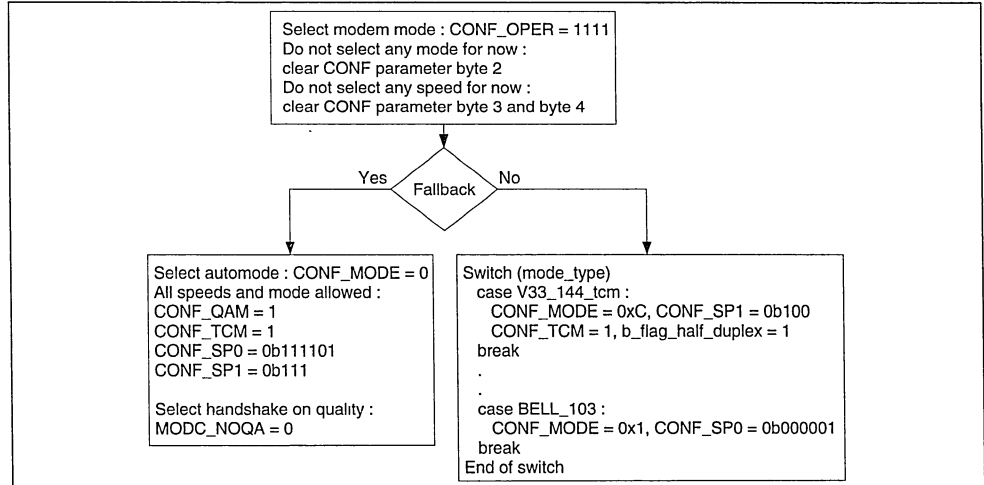 Select modem mode : CONF_OPER = 1111
Do not select any mode for now :
clear CONF parameter byte 2
Do not select any speed for now :
clear CONF parameter byte 3 and byte 4
Yes
Fallback
No
Select automode : CONF_MODE = 0
All speeds and mode allowed :
CONF_QAM = 1
CONF_TCM = 1
CONF_SP0 = 0b111101
CONF_SP1 = 0b111
Select handshake on quality :
MODC_NOQA = 0
Switch (mode_type)
case V33_144_tcm :
CONF_MODE = 0xC, CONF_SP1 = 0b100
CONF_TCM = 1, b_flag_half_duplex = 1
break
.
.
case BELL_103 :
CONF_MODE = 0x1, CONF_SP0 = 0b000001
break
End of switch